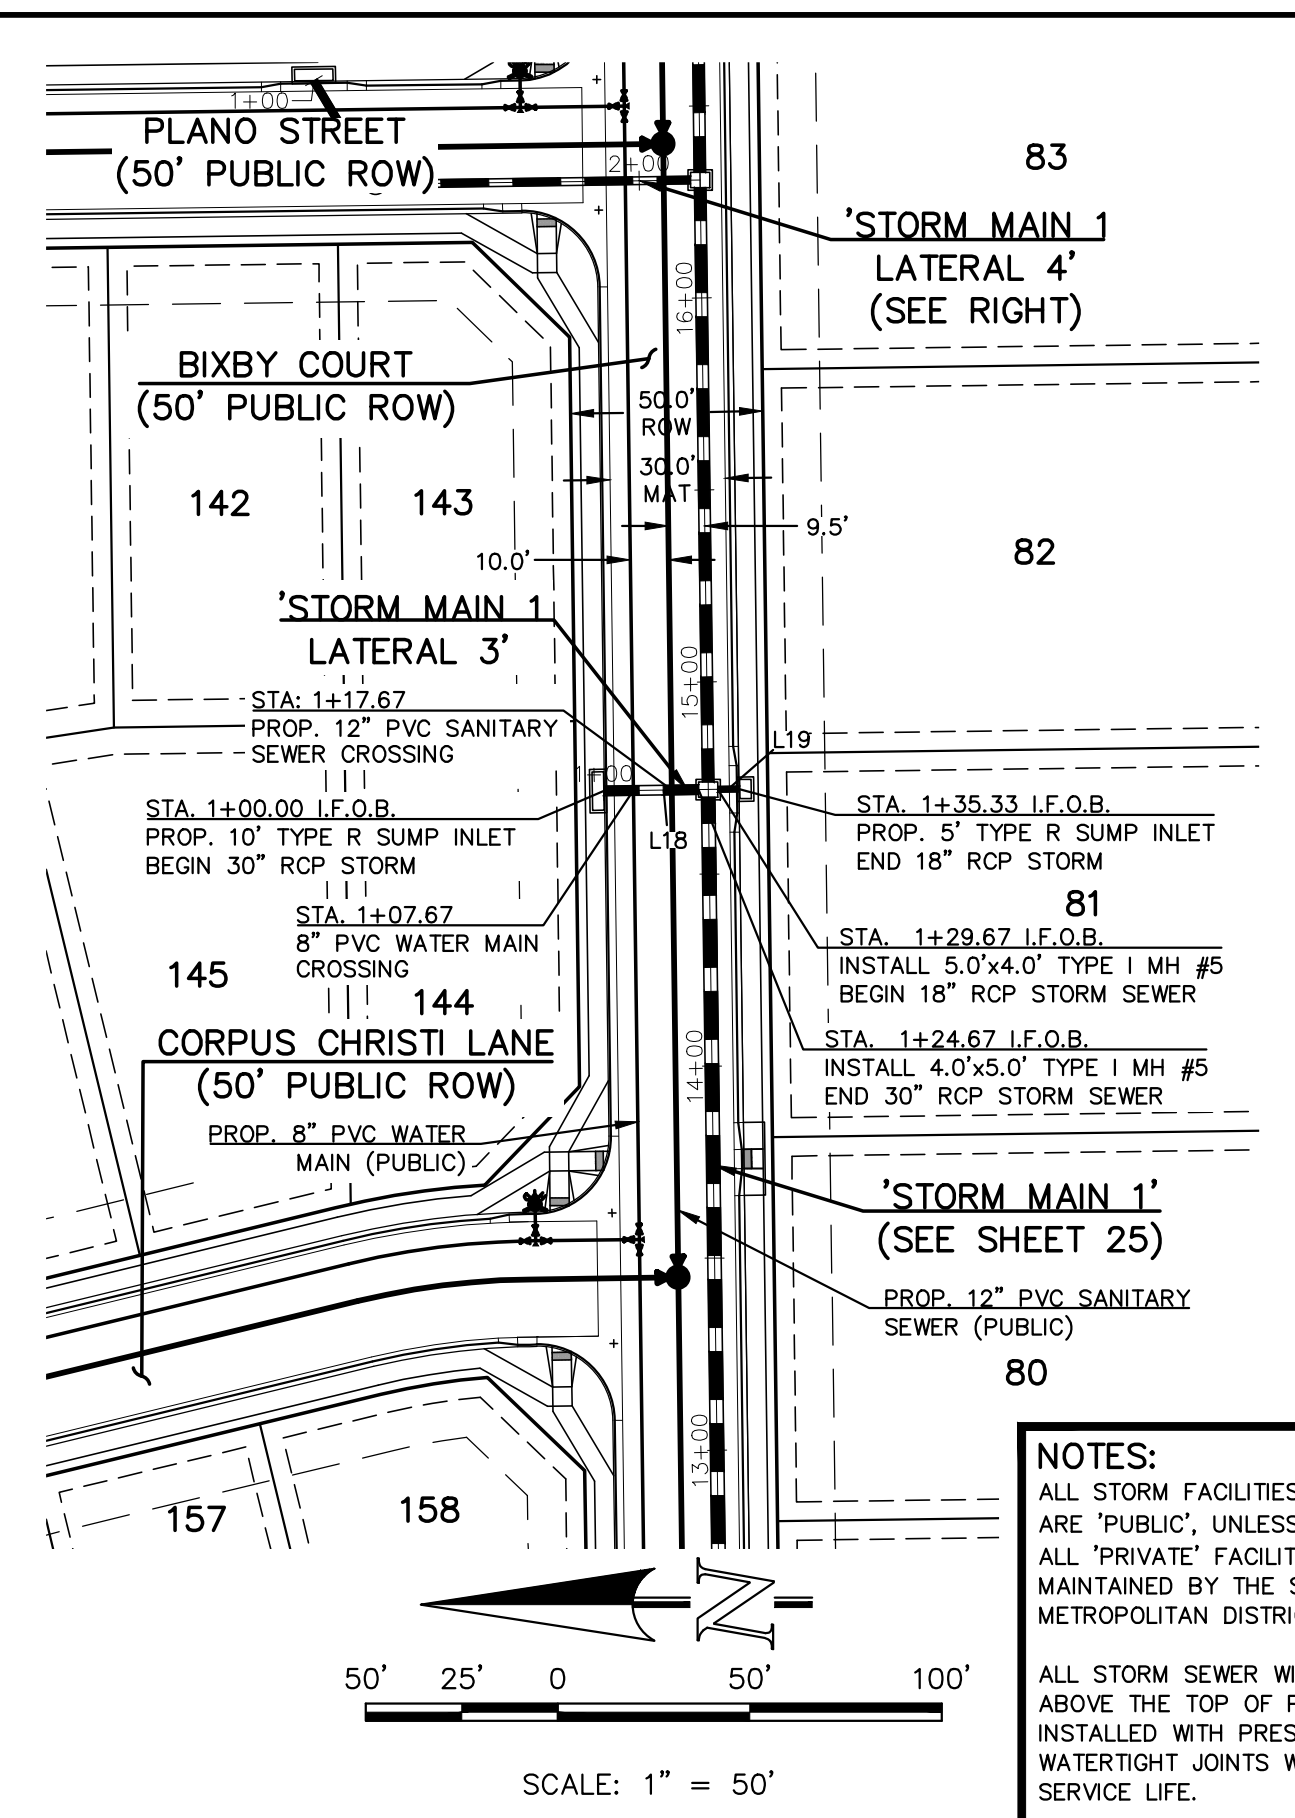 1+00
PLANO STREET
(50' PUBLIC ROW)
2+00
83
'STORM MAIN 1
LATERAL 4'
(SEE RIGHT)
16+00
BIXBY COURT
(50' PUBLIC ROW)
50.0'
ROW
30.0'
MAT
142
143
9.5'
82
10.0'
'STORM MAIN 1
LATERAL 3'
15+00
STA: 1+17.67
PROP. 12" PVC SANITARY
SEWER CROSSING
L19
1+00
STA. 1+00.00 I.F.O.B.
PROP. 10' TYPE R SUMP INLET
BEGIN 30" RCP STORM
L18
STA. 1+35.33 I.F.O.B.
PROP. 5' TYPE R SUMP INLET
END 18" RCP STORM
81
STA. 1+07.67
8" PVC WATER MAIN
CROSSING
STA. 1+29.67 I.F.O.B.
INSTALL 5.0'x4.0' TYPE I MH #5
BEGIN 18" RCP STORM SEWER
145
144
STA. 1+24.67 I.F.O.B.
INSTALL 4.0'x5.0' TYPE I MH #5
END 30" RCP STORM SEWER
CORPUS CHRISTI LANE
(50' PUBLIC ROW)
14+00
PROP. 8" PVC WATER
MAIN (PUBLIC)
'STORM MAIN 1'
(SEE SHEET 25)
PROP. 12" PVC SANITARY
SEWER (PUBLIC)
80
13+00
157
158
NOTES:
ALL STORM FACILITIES
ARE 'PUBLIC', UNLESS
ALL 'PRIVATE'
MAINTAINED BY THE
METROPOLITAN
ALL STORM SEWER
ABOVE THE TOP OF
INSTALLED WITH
WATERTIGHT JOINTS
SERVICE LIFE.
N
50' 25' 0 50' 100'
SCALE: 1" = 50'